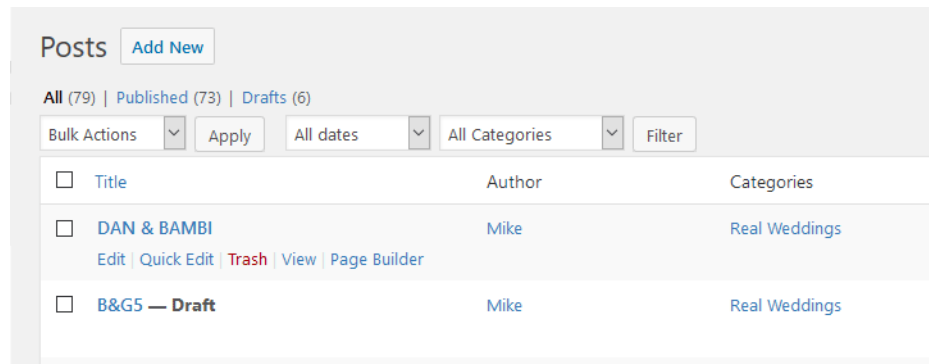 Posts Add New
All (79) | Published (73) | Drafts (6)
Bulk Actions Apply All dates All Categories Filter
Title Author Categories
DAN & BAMBI Mike Real Weddings
Edit | Quick Edit | Trash | View | Page Builder
B&G5 — Draft Mike Real Weddings